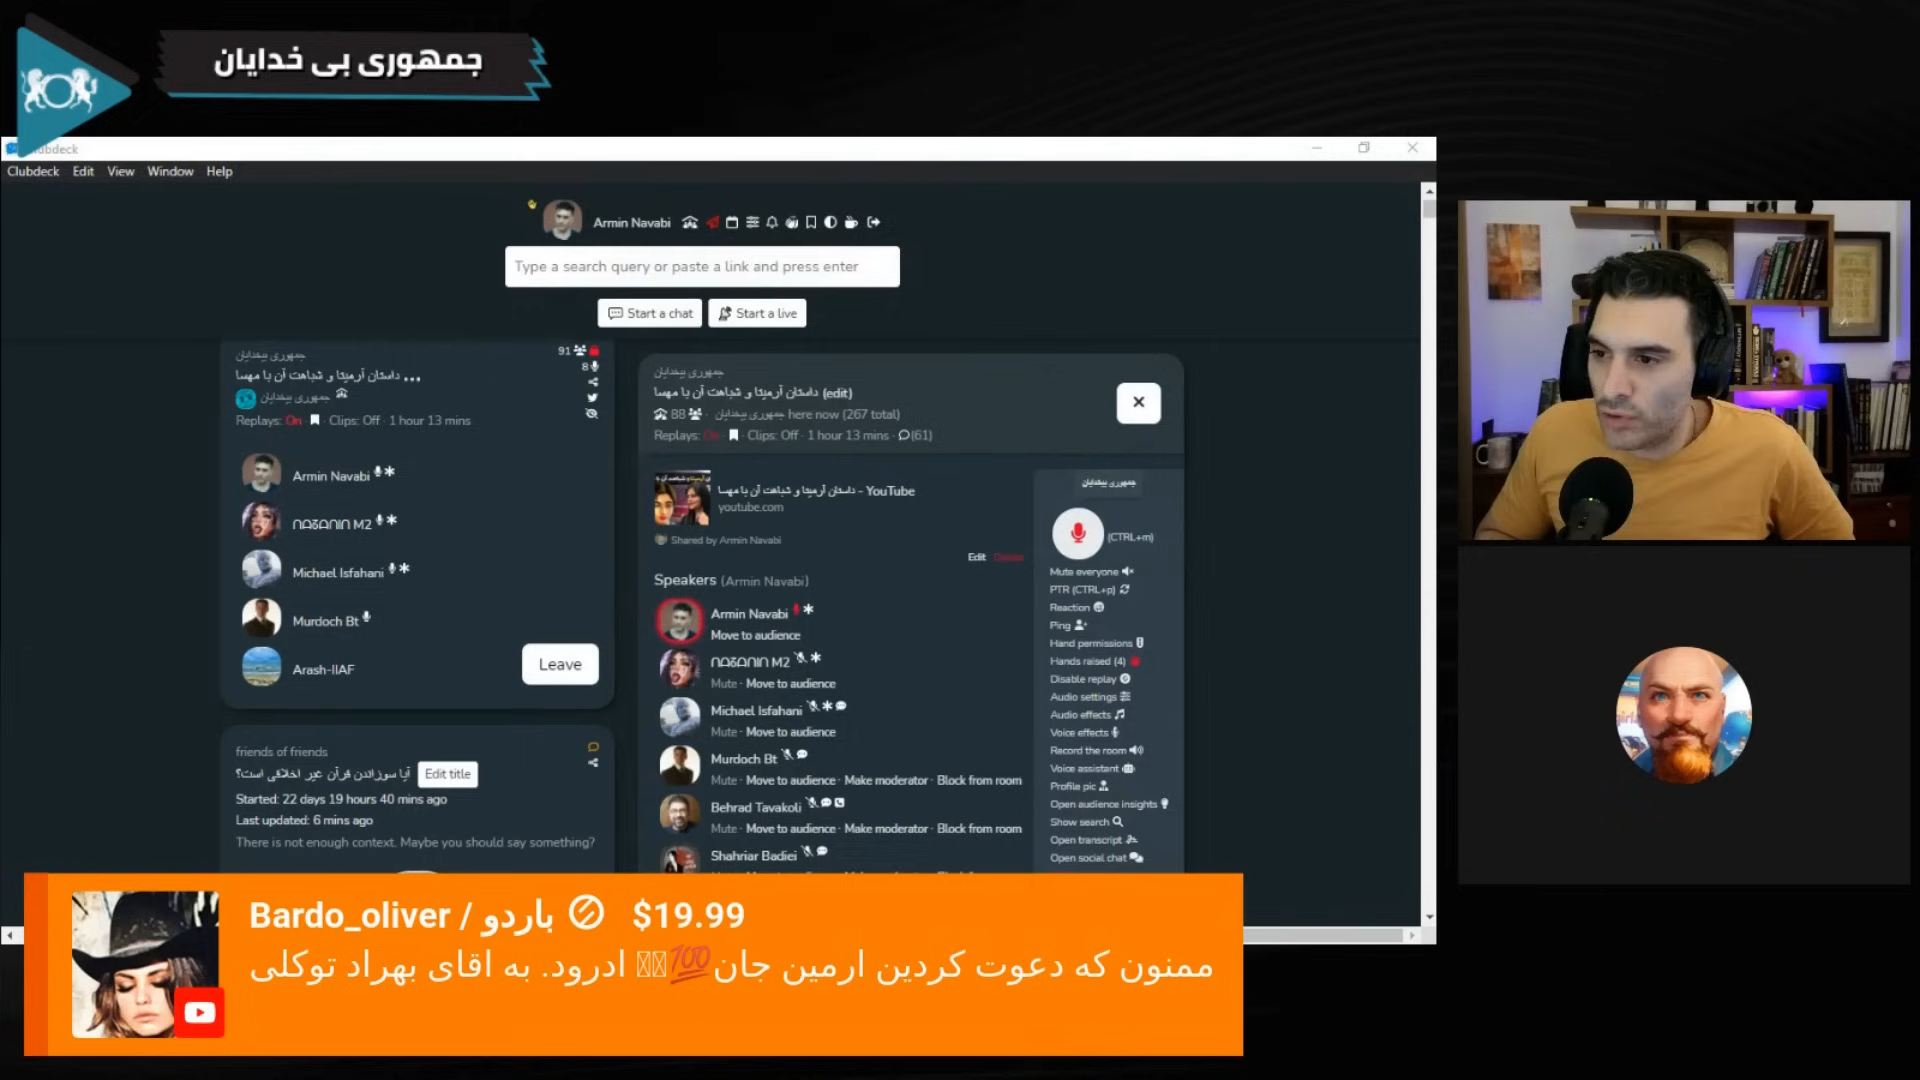 جمهوری بی خدایان
Clubdeck Edit View Window Help
Armin Navabi
Type a search query or paste a link and press enter
Start a chat
Start a live
جمهوری بیخدایان
داستان آرمیتا و شباهت آن با مهسا ...
جمهوری بیخدایان
Replays: On · Clips: Off · 1 hour 13 mins
91
8
Armin Navabi
Michael Isfahani
Murdoch Bt
Arash-IIAF
Leave
friends of friends
آیا سوزاندن قرآن غیر اخلاقی است؟
Edit title
Started: 22 days 19 hours 40 mins ago
Last updated: 6 mins ago
There is not enough context. Maybe you should say something?
جمهوری بیخدایان
داستان آرمیتا و شباهت آن با مهسا (edit)
88 · جمهوری بیخدایان here now (267 total)
Replays: On · Clips: Off · 1 hour 13 mins · (61)
داستان آرمیتا و شباهت آن با مهسا - YouTube
youtube.com
Shared by Armin Navabi
Edit
Speakers (Armin Navabi)
Armin Navabi
Move to audience
Mute · Move to audience
Michael Isfahani
Mute · Move to audience
Murdoch Bt
Mute · Move to audience · Make moderator · Block from room
Behrad Tavakoli
Mute · Move to audience · Make moderator · Block from room
Shahriar Badiei
جمهوری بیخدایان
(CTRL+m)
Mute everyone
PTR (CTRL+p)
Reaction
Ping
Hand permissions
Hands raised (4)
Disable replay
Audio settings
Audio effects
Voice effects
Record the room
Voice assistant
Profile pic
Open audience insights
Show search
Open transcript
Open social chat
Bardo_oliver / باردو $19.99
ادرود. به اقای بهراد توکلی 💯ممنون که دعوت کردین ارمین جان